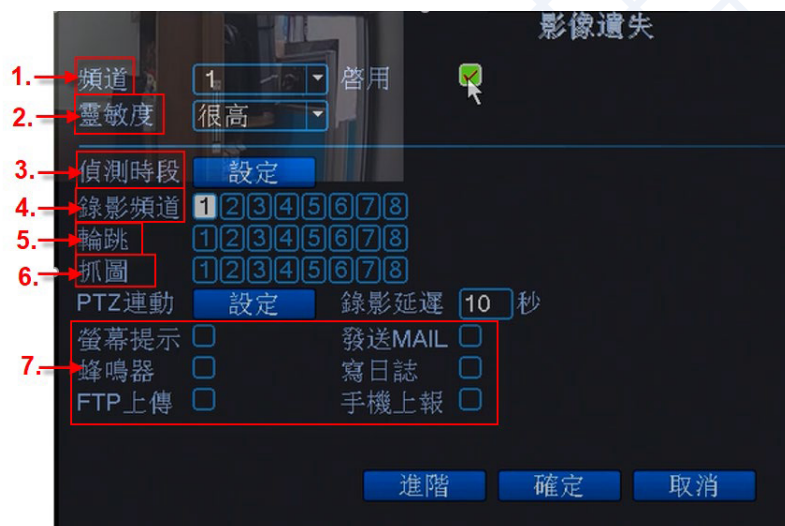 影像遺失
1. 頻道 1 啓用
2. 靈敏度 很高
3. 偵測時段 設定
4. 錄影頻道 1 2 3 4 5 6 7 8
5. 輪跳 1 2 3 4 5 6 7 8
6. 抓圖 1 2 3 4 5 6 7 8
PTZ連動 設定 錄影延遲 10 秒
螢幕提示 發送MAIL
7. 蜂鳴器 寫日誌
FTP上傳 手機上報
進階 確定 取消